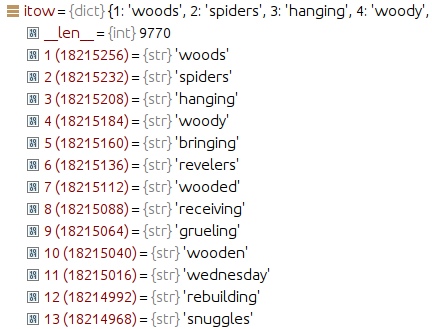 itow = {dict} {1: 'woods', 2: 'spiders', 3: 'hanging', 4: 'woody',
__len__ = {int} 9770
1 (18215256) = {str} 'woods'
2 (18215232) = {str} 'spiders'
3 (18215208) = {str} 'hanging'
4 (18215184) = {str} 'woody'
5 (18215160) = {str} 'bringing'
6 (18215136) = {str} 'revelers'
7 (18215112) = {str} 'wooded'
8 (18215088) = {str} 'receiving'
9 (18215064) = {str} 'grueling'
10 (18215040) = {str} 'wooden'
11 (18215016) = {str} 'wednesday'
12 (18214992) = {str} 'rebuilding'
13 (18214968) = {str} 'snuggles'